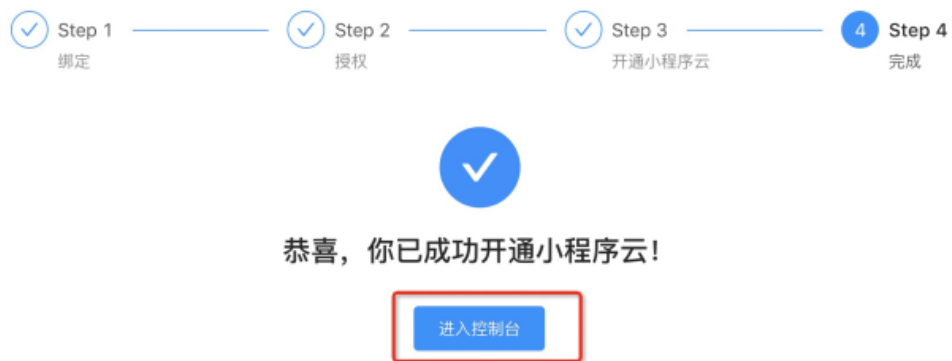 Step 1
绑定
Step 2
授权
Step 3
开通小程序云
4 Step 4
完成
恭喜，你已成功开通小程序云！
进入控制台